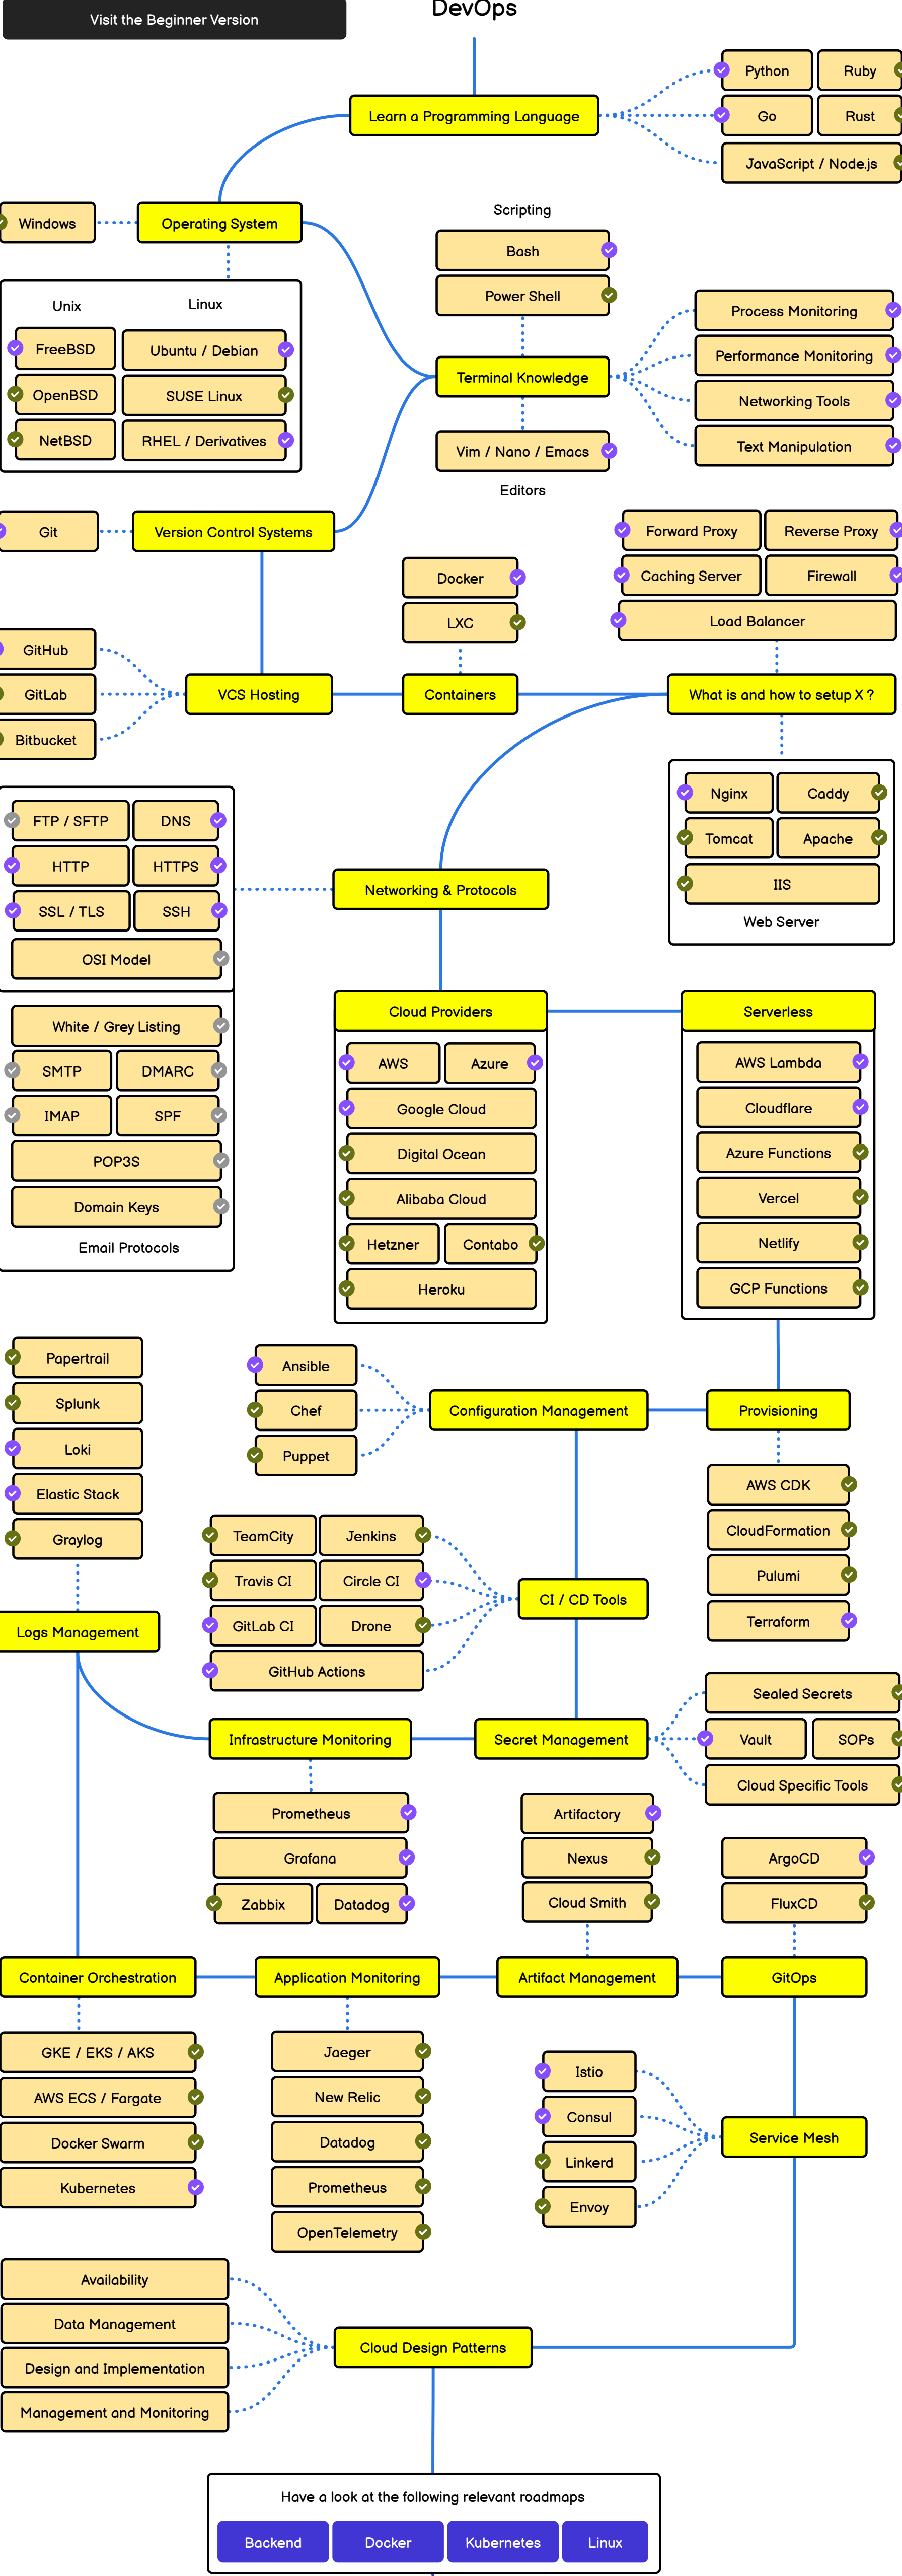 DevOps
Visit the Beginner Version
Python
Ruby
Learn a Programming Language
Go
Rust
JavaScript / Node.js
Windows
Operating System
Scripting
Bash
Power Shell
Unix
Linux
FreeBSD
Ubuntu / Debian
OpenBSD
SUSE Linux
NetBSD
RHEL / Derivatives
Terminal Knowledge
Process Monitoring
Performance Monitoring
Networking Tools
Text Manipulation
Vim / Nano / Emacs
Editors
Git
Version Control Systems
Forward Proxy
Reverse Proxy
Caching Server
Firewall
Load Balancer
Docker
LXC
GitHub
GitLab
Bitbucket
VCS Hosting
Containers
What is and how to setup X ?
Nginx
Caddy
Tomcat
Apache
IIS
Web Server
FTP / SFTP
DNS
HTTP
HTTPS
SSL / TLS
SSH
OSI Model
Networking & Protocols
White / Grey Listing
SMTP
DMARC
IMAP
SPF
POP3S
Domain Keys
Email Protocols
Cloud Providers
AWS
Azure
Google Cloud
Digital Ocean
Alibaba Cloud
Hetzner
Contabo
Heroku
Serverless
AWS Lambda
Cloudflare
Azure Functions
Vercel
Netlify
GCP Functions
Papertrail
Splunk
Loki
Elastic Stack
Graylog
Logs Management
Ansible
Chef
Puppet
Configuration Management
Provisioning
AWS CDK
CloudFormation
Pulumi
Terraform
TeamCity
Jenkins
Travis CI
Circle CI
GitLab CI
Drone
GitHub Actions
CI / CD Tools
Infrastructure Monitoring
Secret Management
Sealed Secrets
Vault
SOPs
Cloud Specific Tools
Prometheus
Grafana
Zabbix
Datadog
Artifactory
Nexus
Cloud Smith
ArgoCD
FluxCD
Container Orchestration
Application Monitoring
Artifact Management
GitOps
GKE / EKS / AKS
AWS ECS / Fargate
Docker Swarm
Kubernetes
Jaeger
New Relic
Datadog
Prometheus
OpenTelemetry
Istio
Consul
Linkerd
Envoy
Service Mesh
Availability
Data Management
Design and Implementation
Management and Monitoring
Cloud Design Patterns
Have a look at the following relevant roadmaps
Backend
Docker
Kubernetes
Linux